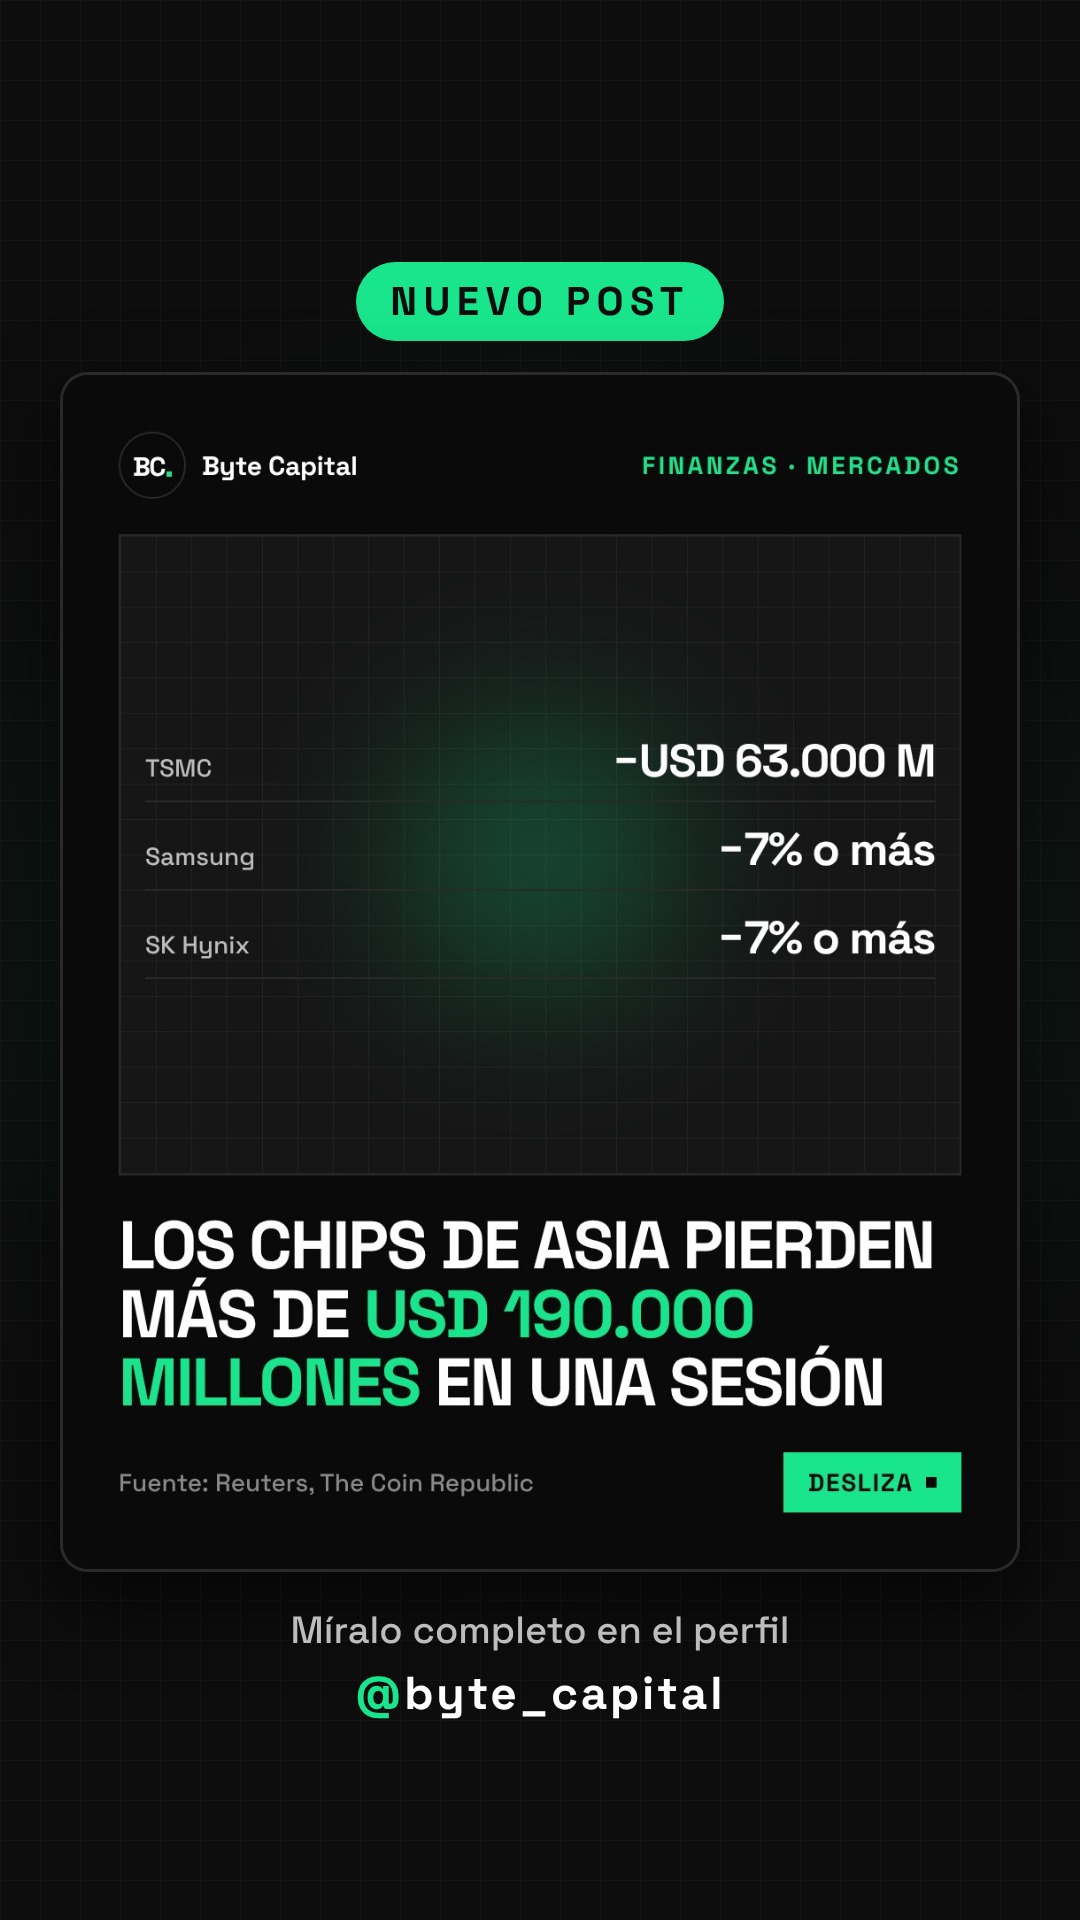 NUEVO POST
BC.
Byte Capital
FINANZAS · MERCADOS
TSMC
−USD 63.000 M
Samsung
−7% o más
SK Hynix
−7% o más
LOS CHIPS DE ASIA PIERDEN
MÁS DE USD 190.000
MILLONES EN UNA SESIÓN
Fuente: Reuters, The Coin Republic
DESLIZA ■
Míralo completo en el perfil
@byte_capital